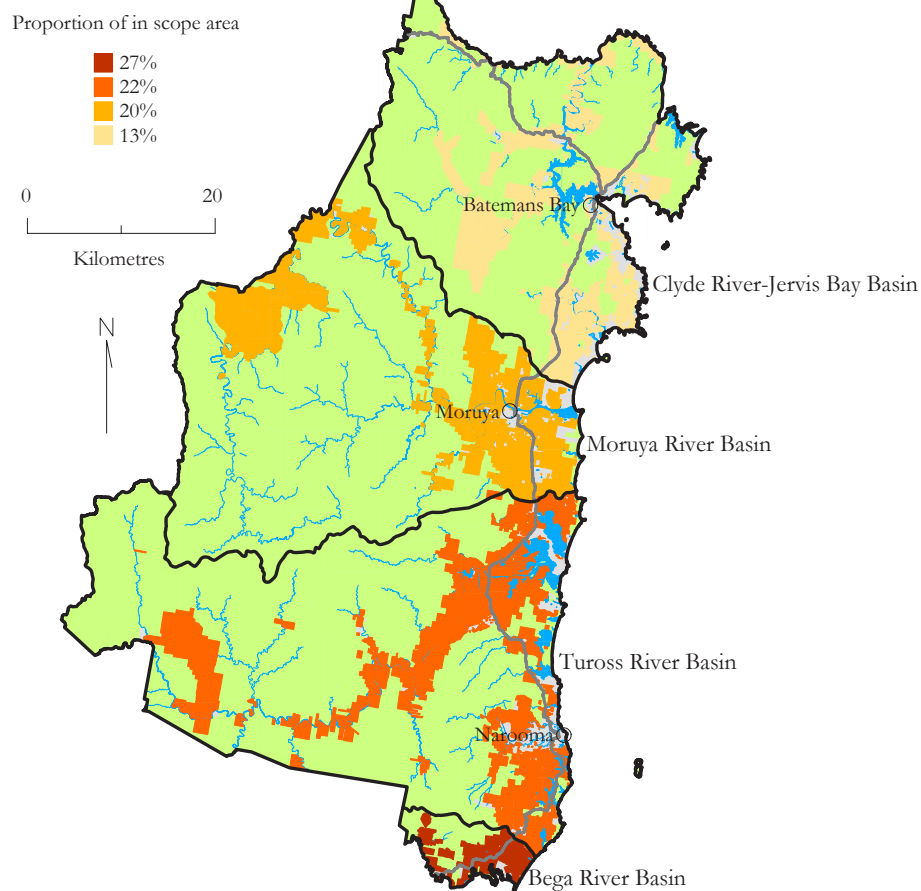 Proportion of in scope area
27%
22%
20%
13%
0 20
Kilometres
N
Batemans Bay
Clyde River-Jervis Bay Basin
Moruya
Moruya River Basin
Tuross River Basin
Narooma
Bega River Basin